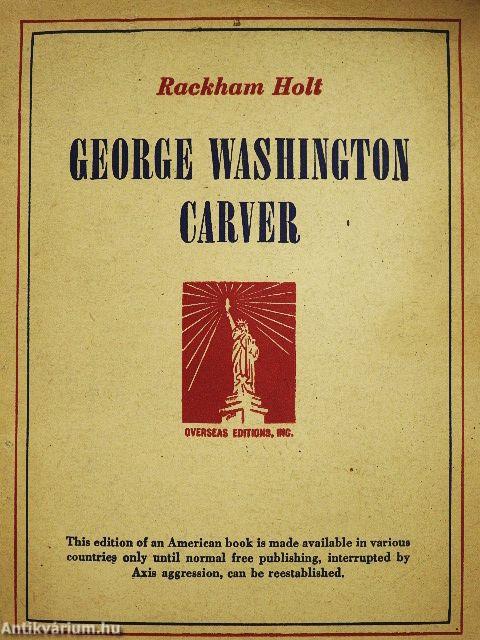 Rackham Holt
GEORGE WASHINGTON
CARVER
OVERSEAS EDITIONS, INC.
This edition of an American book is made available in various
countries only until normal free publishing, interrupted by
Axis aggression, can be reestablished.
Antikvárium.hu